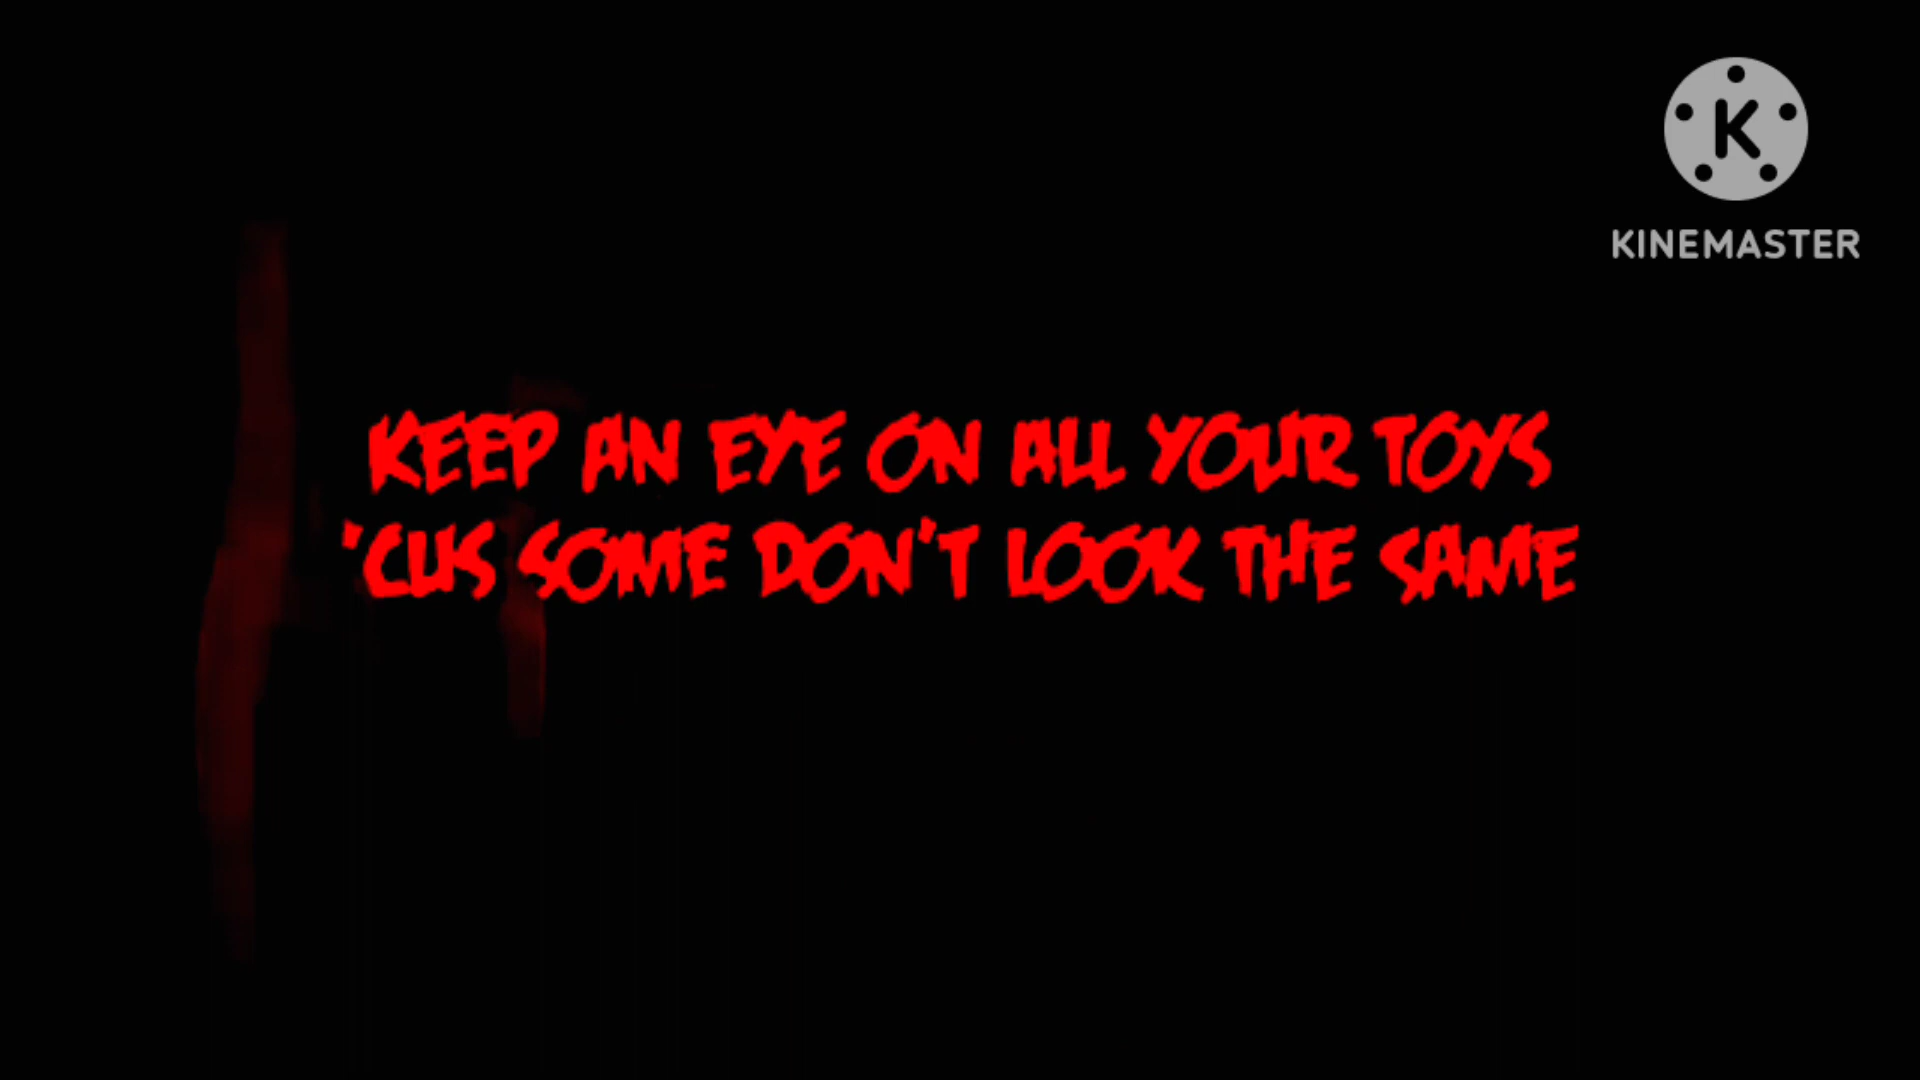 K
KINEMASTER
KEEP AN EYE ON ALL YOUR TOYS
'CUS SOME DON'T LOOK THE SAME